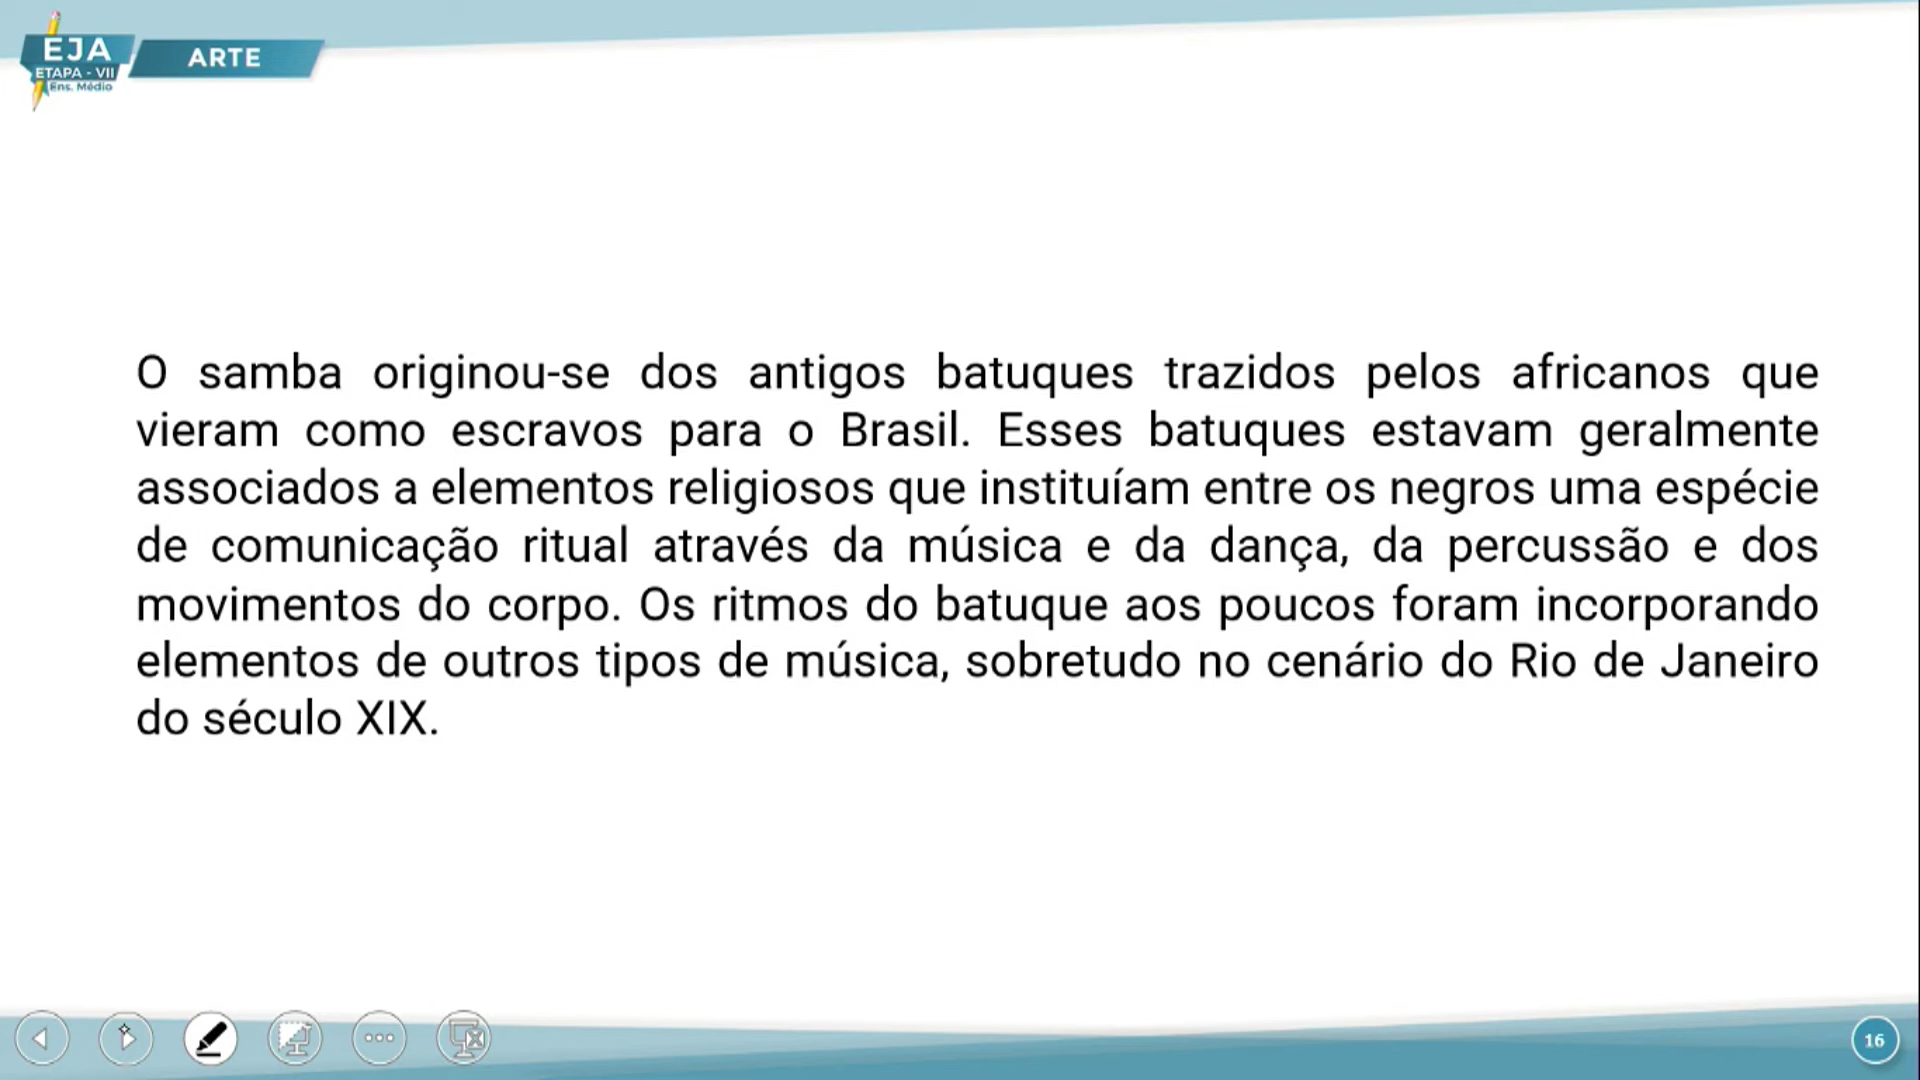 EJA
ETAPA - VII
Ens. Médio
ARTE
O samba originou-se dos antigos batuques trazidos pelos africanos que
vieram como escravos para o Brasil. Esses batuques estavam geralmente
associados a elementos religiosos que instituíam entre os negros uma espécie
de comunicação ritual através da música e da dança, da percussão e dos
movimentos do corpo. Os ritmos do batuque aos poucos foram incorporando
elementos de outros tipos de música, sobretudo no cenário do Rio de Janeiro
do século XIX.
16